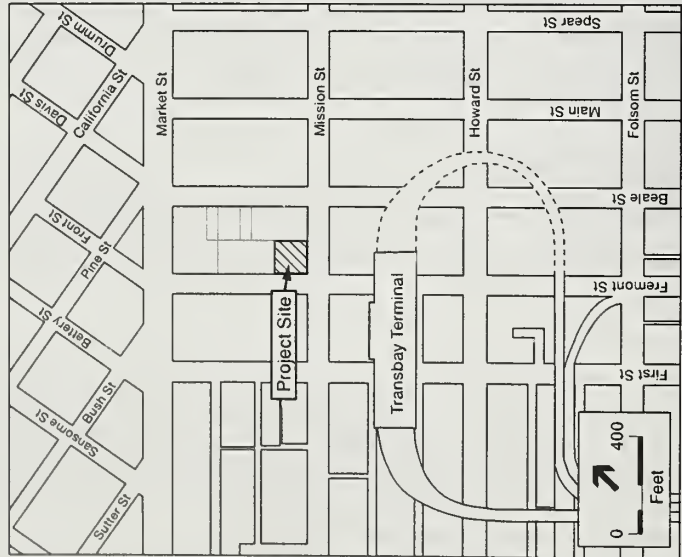 Drumm St
Davis St
California St
Front St
Pine St
Bettery St
Bush St
Sansome St
Sutter St
Market St
Mission St
Howard St
Folsom St
Spear St
Main St
Beale St
Fremont St
First St
Project Site
Transbay Terminal
0 400
Feet